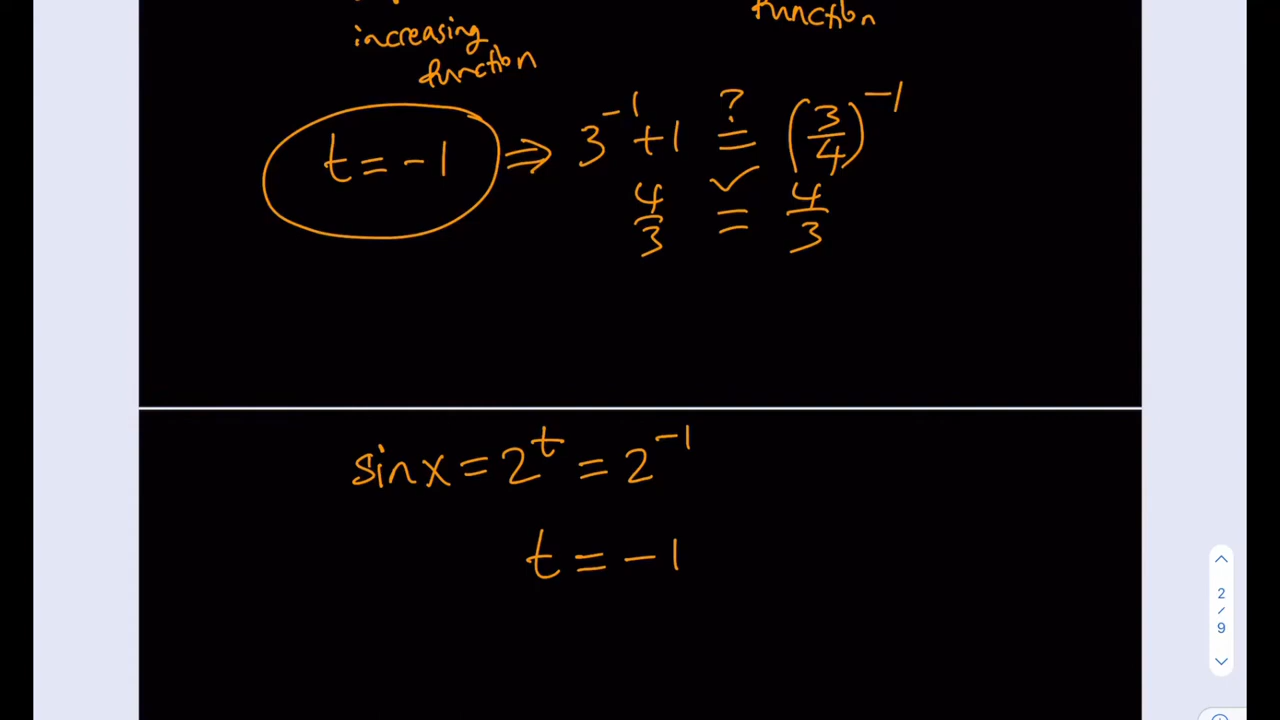 function
increasing
function
t = -1 ⇒ 3^-1 + 1 ≟ (3/4)^-1
4/3 =✓ 4/3
sin x = 2^t = 2^-1
t = -1
2
/
9